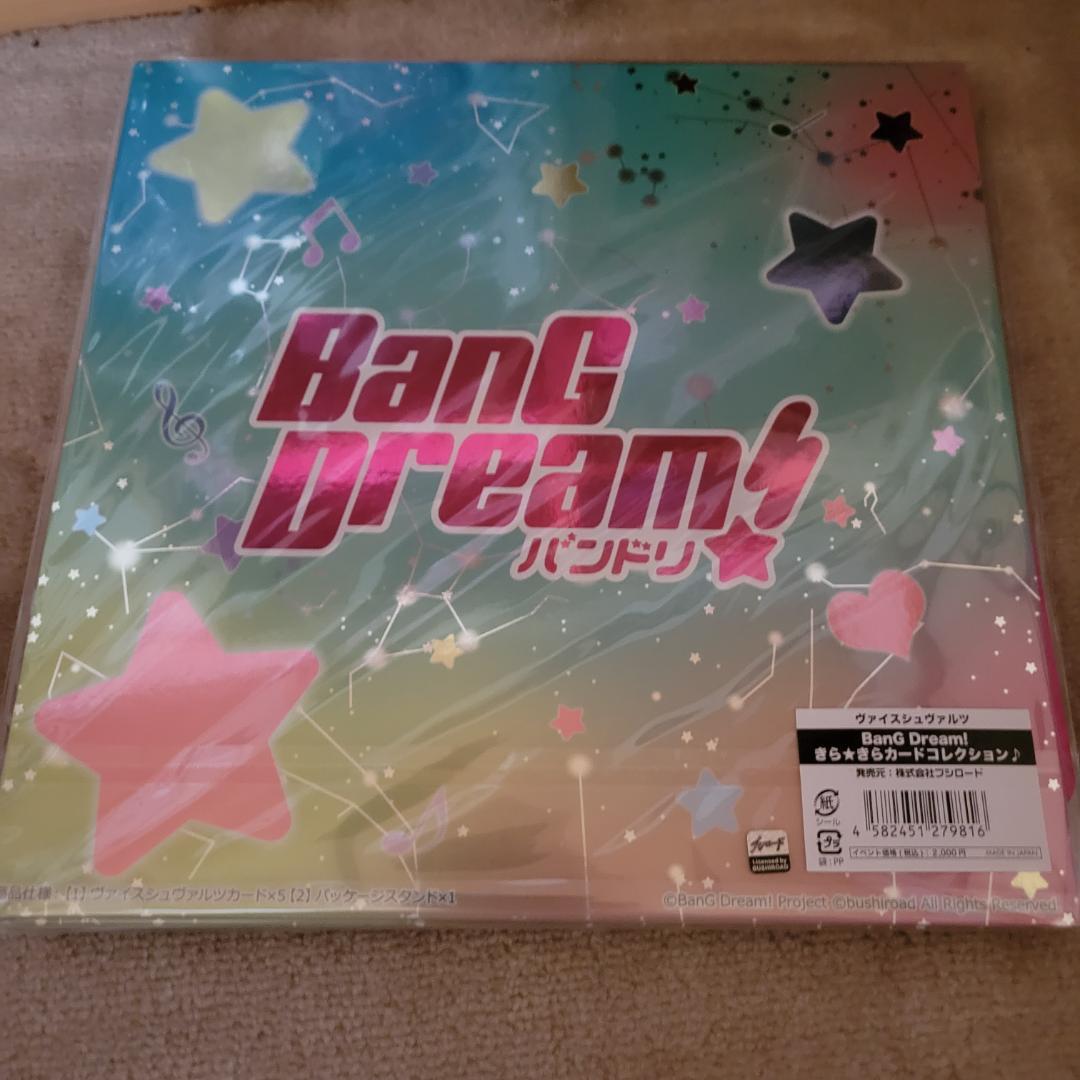 BanG
Dream!
バンドリ
ヴァイスシュヴァルツ
BanG Dream!
きら★きらカードコレクション♪
発売元：株式会社ブシロード
紙
シール
プラ
袋：PP
4 582451 279816
イベント価格（税込）：2,000円
MADE IN JAPAN
ブシロード
Licensed by
BUSHIROAD
商品仕様：【1】ヴァイスシュヴァルツカード×5【2】パッケージスタンド×1
©BanG Dream! Project ©bushiroad All Rights Reserved.